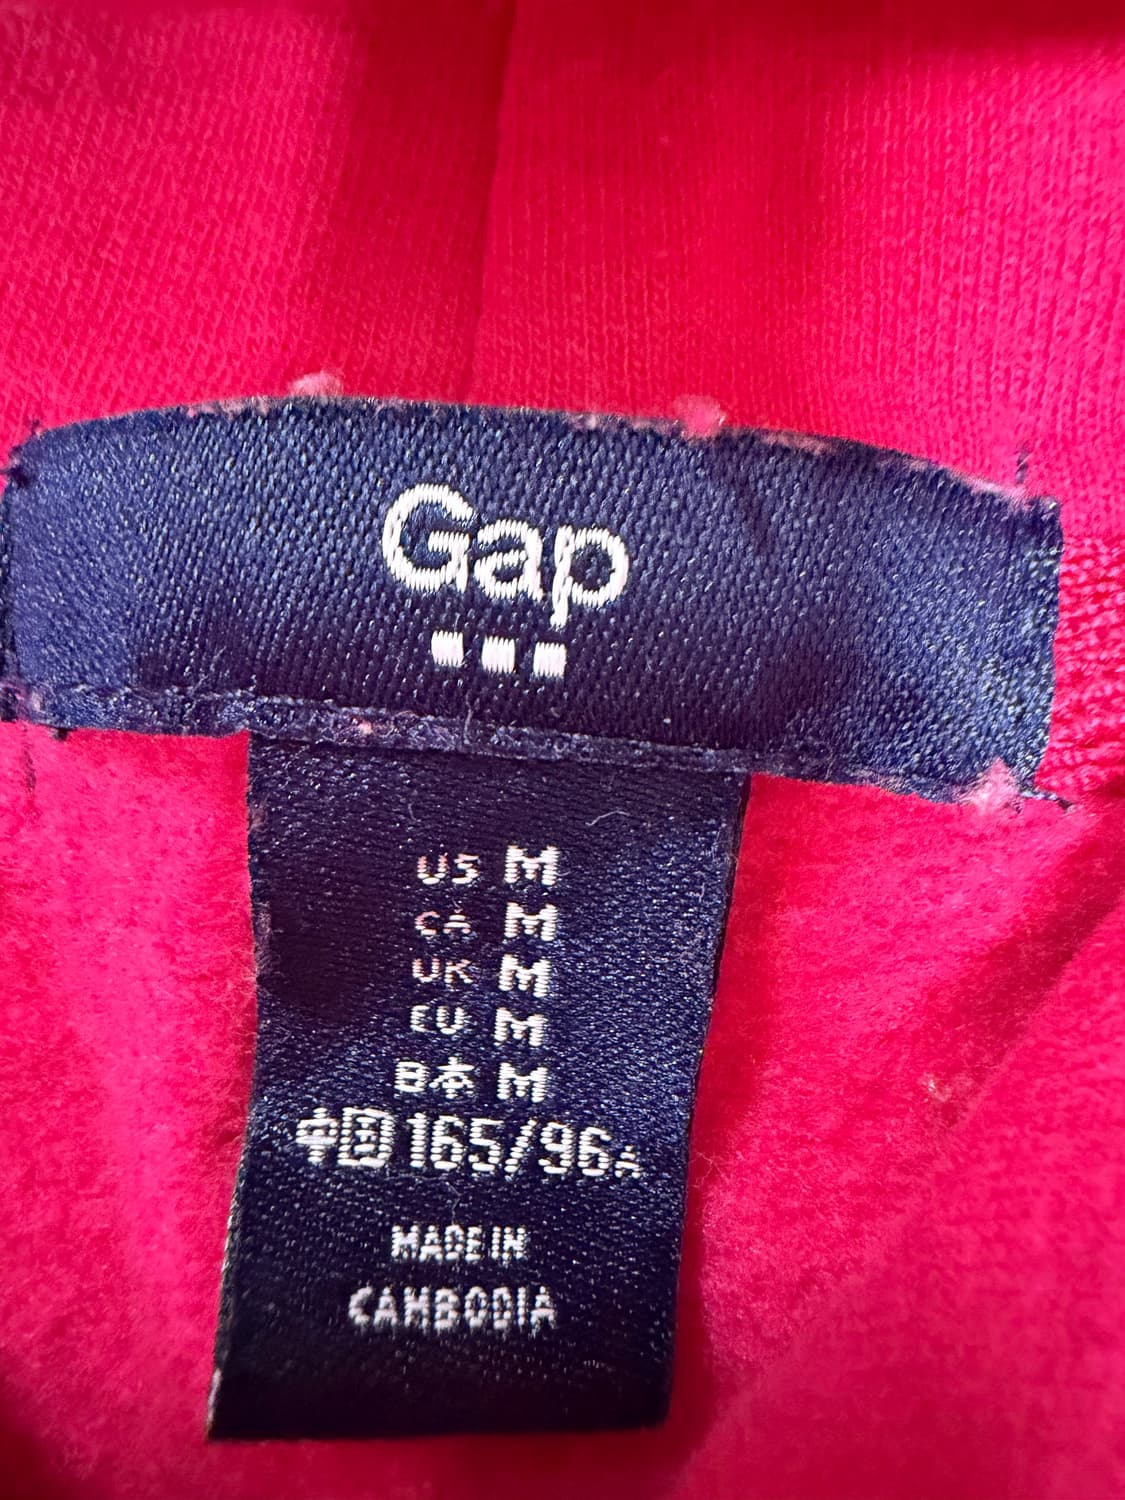 Gap
US M
CA M
UK M
EU M
日本 M
中国 165/96A
MADE IN
CAMBODIA